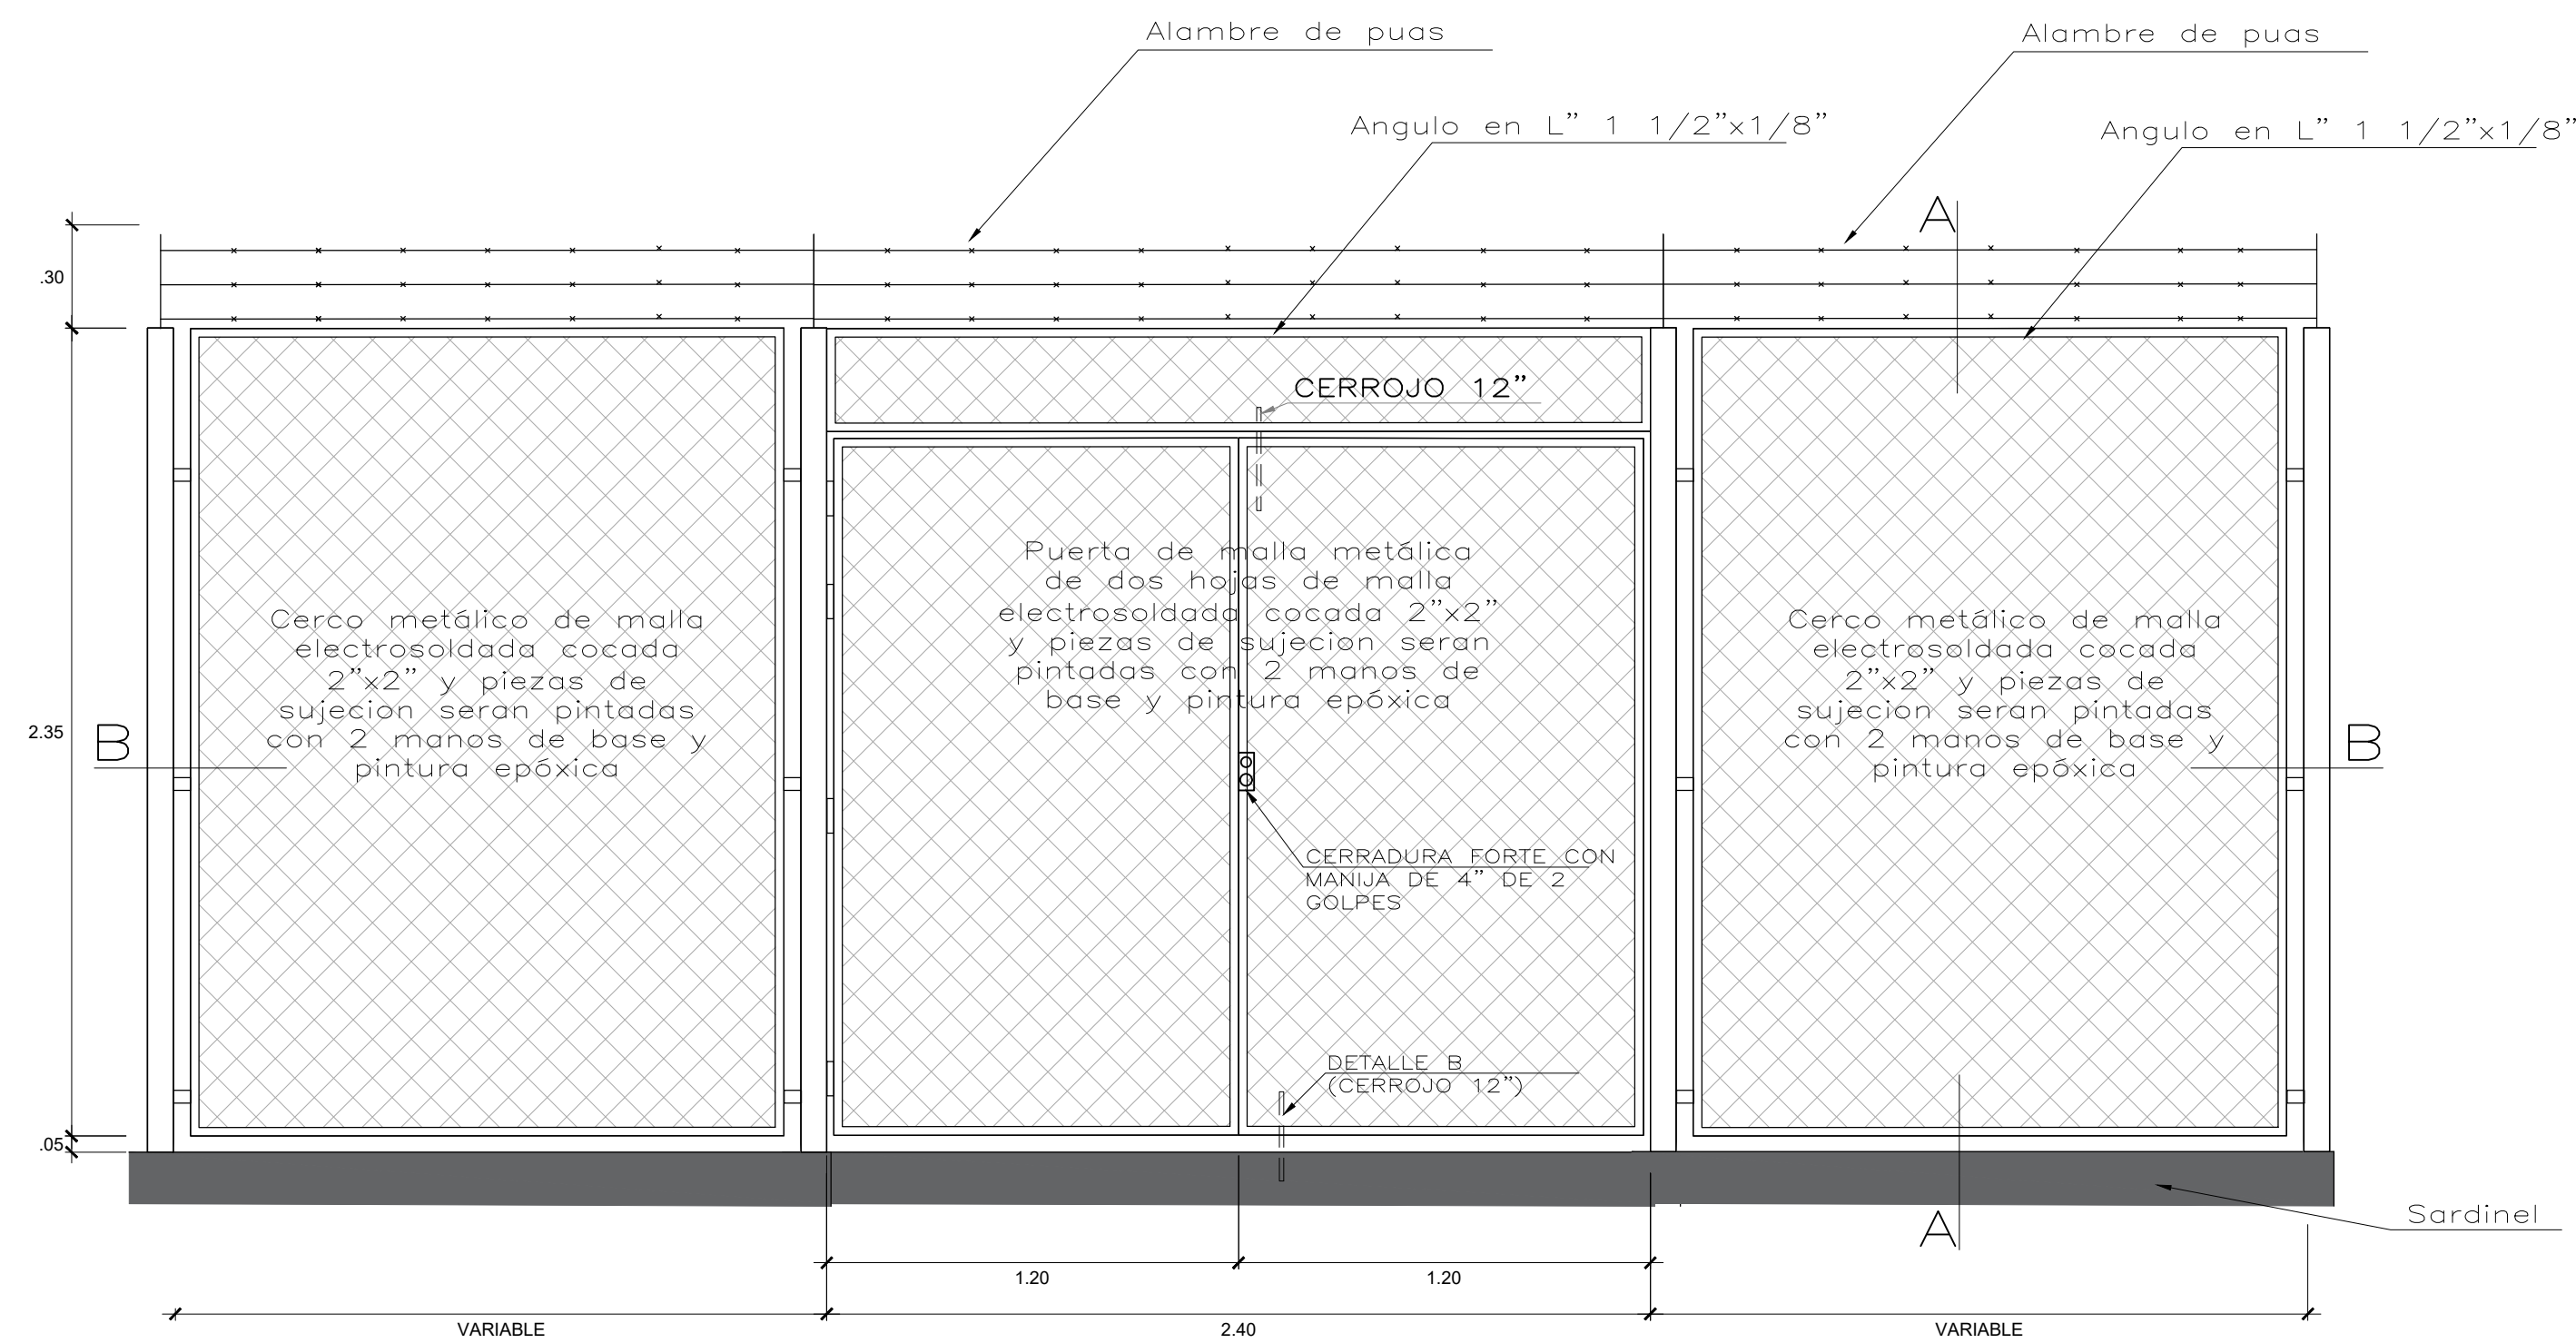 Alambre de puas
Alambre de puas
Angulo en L” 1 1/2”x1/8”
Angulo en L” 1 1/2”x1/8”
A
.30
CERROJO 12”
Puerta de malla metálica
de dos hojas de malla
electrosoldada cocada 2”x2”
y piezas de sujecion seran
pintadas con 2 manos de
base y pintura epóxica
Cerco metálico de malla
electrosoldada cocada
2”x2” y piezas de
sujecion seran pintadas
con 2 manos de base y
pintura epóxica
Cerco metálico de malla
electrosoldada cocada
2”x2” y piezas de
sujecion seran pintadas
con 2 manos de base y
pintura epóxica
2.35
B
B
CERRADURA FORTE CON
MANIJA DE 4” DE 2
GOLPES
DETALLE B
(CERROJO 12”)
.05
Sardinel
A
1.20
1.20
VARIABLE
2.40
VARIABLE